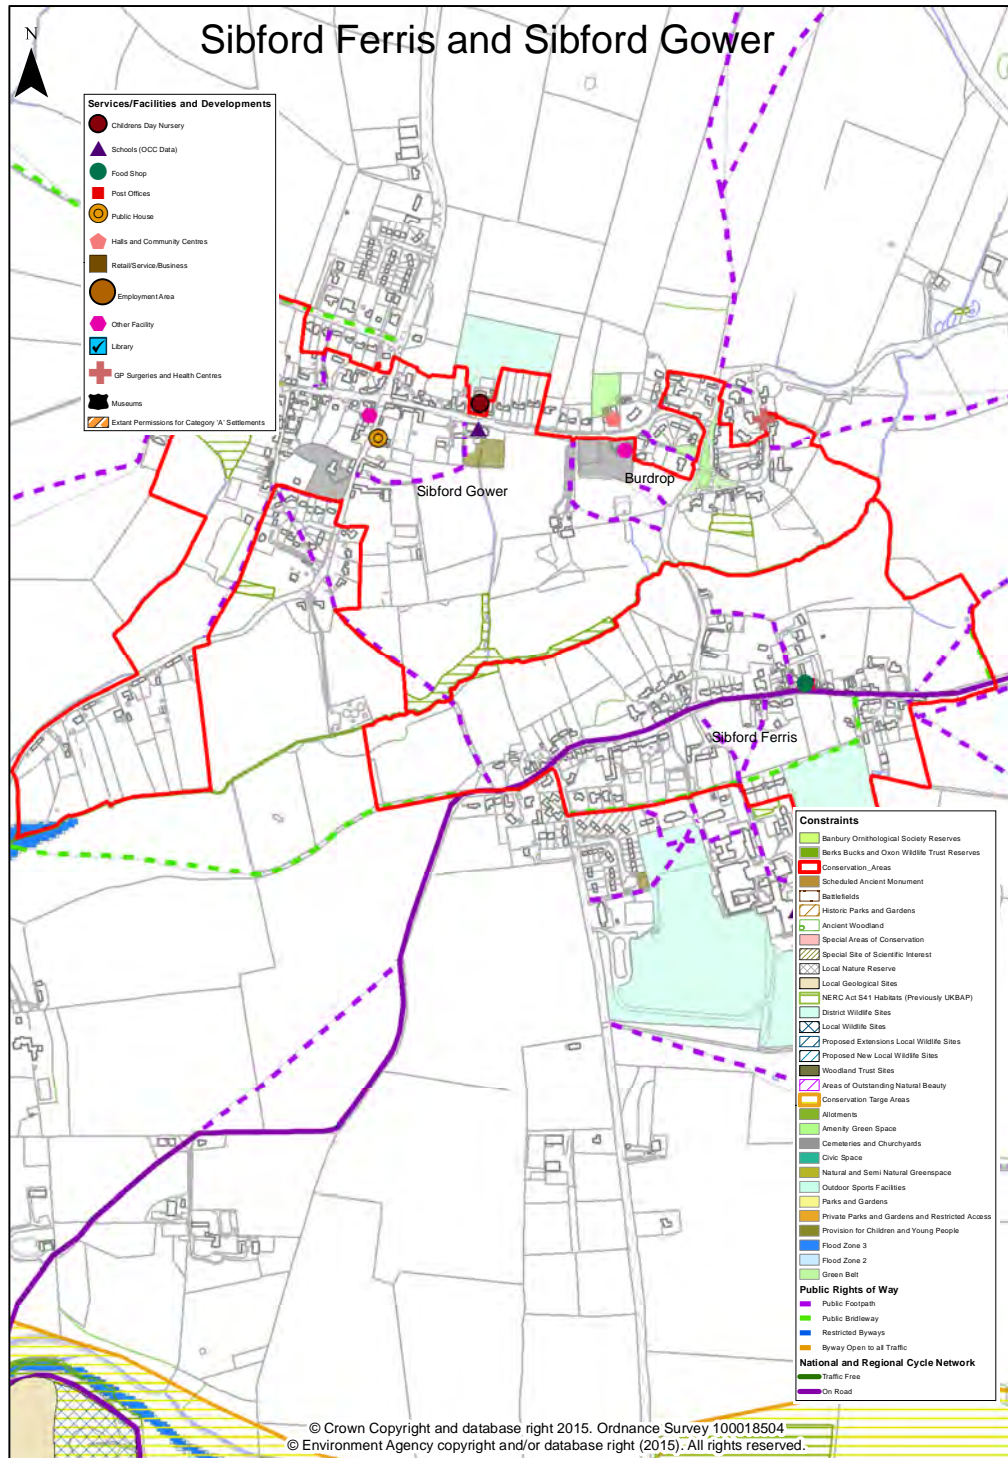 Sibford Ferris and Sibford Gower
N
Services/Facilities and Developments
Childrens Day Nursery
Schools (OCC Data)
Food Shop
Post Offices
Public House
Halls and Community Centres
Retail/Service/Business
Employment Area
Other Facility
Library
GP Surgeries and Health Centres
Museums
Extant Permissions for Category 'A' Settlements
Sibford Gower
Burdrop
Sibford Ferris
Constraints
Banbury Ornithological Society Reserves
Berks Bucks and Oxon Wildlife Trust Reserves
Conservation_Areas
Scheduled Ancient Monument
Battlefields
Historic Parks and Gardens
Ancient Woodland
Special Areas of Conservation
Special Site of Scientific Interest
Local Nature Reserve
Local Geological Sites
NERC Act S41 Habitats (Previously UKBAP)
District Wildlife Sites
Local Wildlife Sites
Proposed Extensions Local Wildlife Sites
Proposed New Local Wildlife Sites
Woodland Trust Sites
Areas of Outstanding Natural Beauty
Conservation Targe Areas
Allotments
Amenity Green Space
Cemeteries and Churchyards
Civic Space
Natural and Semi Natural Greenspace
Outdoor Sports Facilities
Parks and Gardens
Private Parks and Gardens and Restricted Access
Provision for Children and Young People
Flood Zone 3
Flood Zone 2
Green Belt
Public Rights of Way
Public Footpath
Public Bridleway
Restricted Byways
Byway Open to all Traffic
National and Regional Cycle Network
Traffic Free
On Road
© Crown Copyright and database right 2015. Ordnance Survey 100018504
© Environment Agency copyright and/or database right (2015). All rights reserved.